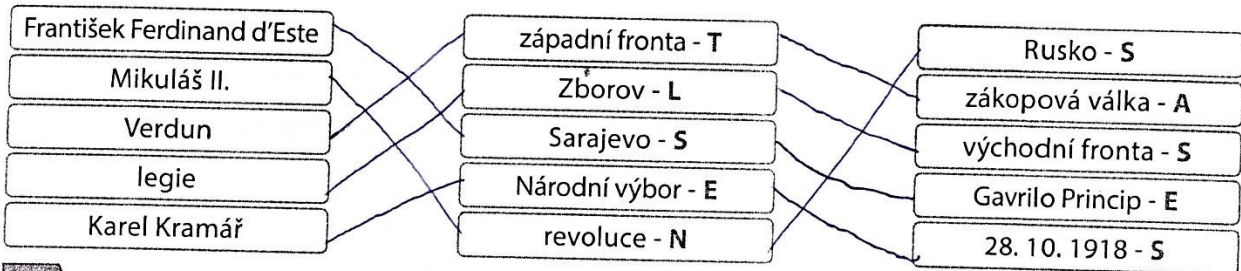 František Ferdinand d'Este
Mikuláš II.
Verdun
legie
Karel Kramář
západní fronta - T
Zborov - L
Sarajevo - S
Národní výbor - E
revoluce - N
Rusko - S
zákopová válka - A
východní fronta - S
Gavrilo Princip - E
28. 10. 1918 - S